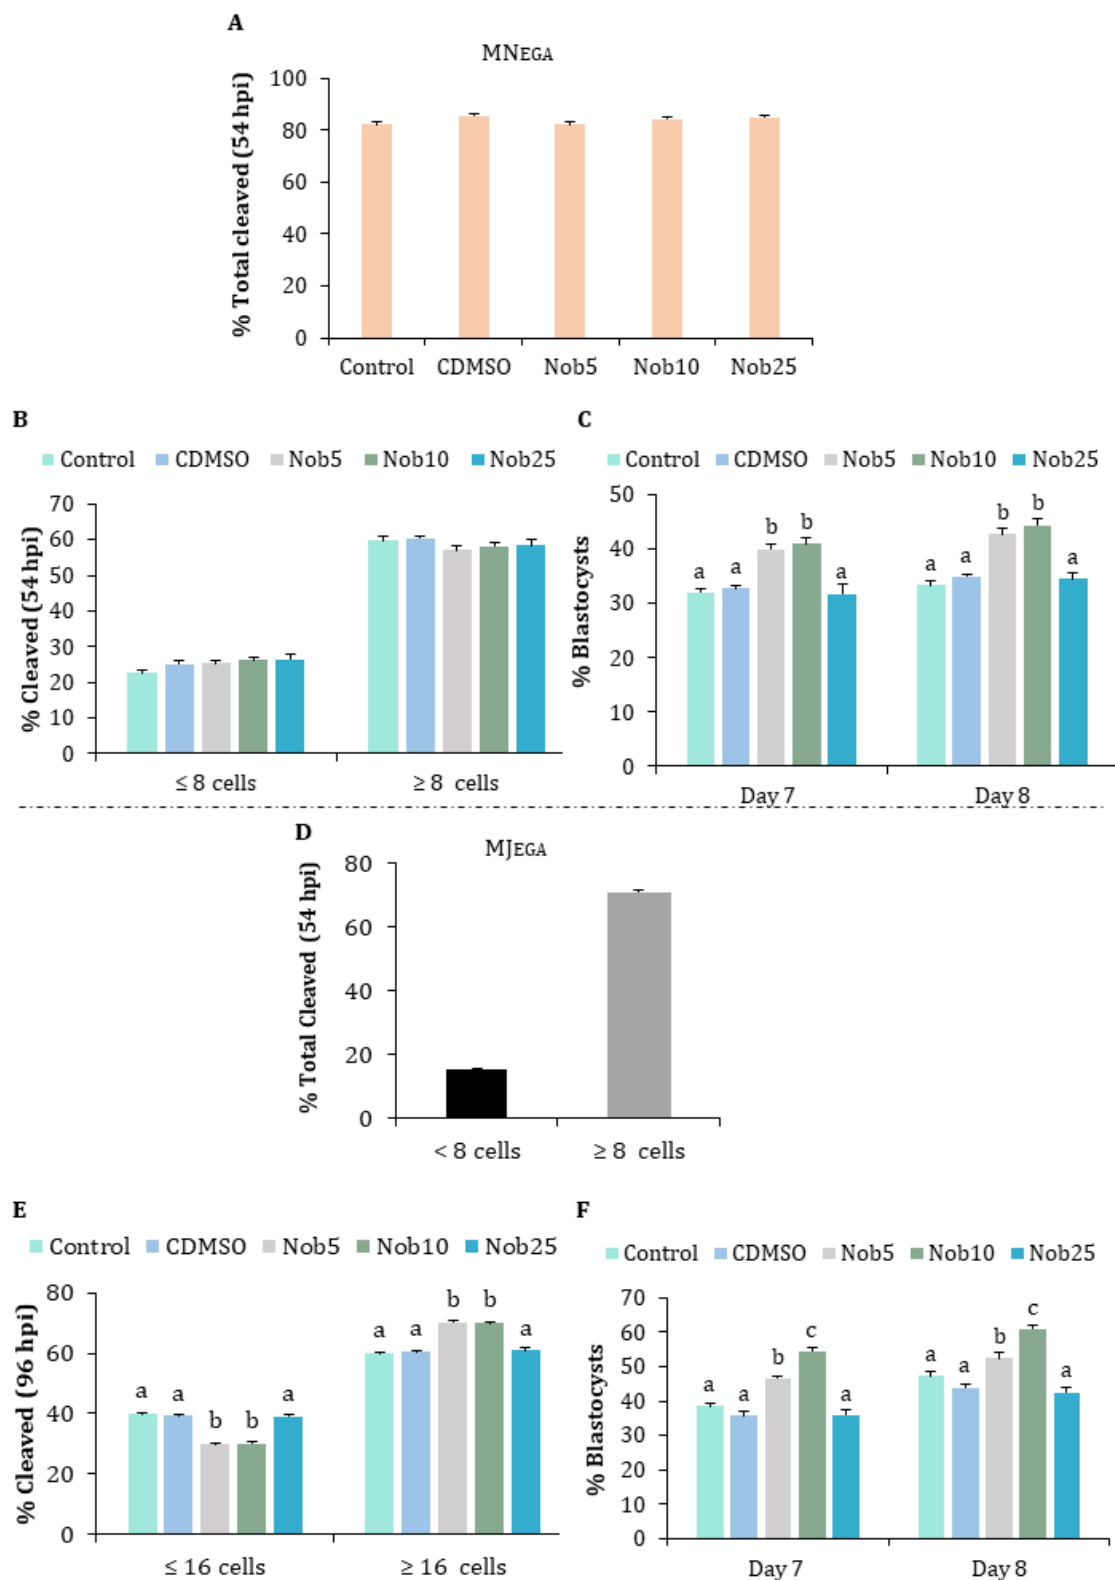 A
MNEGA
% Total cleaved (54 hpi)
100
80
60
40
20
0
Control CDMSO Nob5 Nob10 Nob25
B
Control CDMSO Nob5 Nob10 Nob25
% Cleaved (54 hpi)
70
60
50
40
30
20
10
0
≤ 8 cells ≥ 8 cells
C
Control CDMSO Nob5 Nob10 Nob25
% Blastocysts
50
40
30
20
10
0
a a b b a a a b b a
Day 7 Day 8
D
MJEGA
% Total Cleaved (54 hpi)
80
60
40
20
0
< 8 cells ≥ 8 cells
E
Control CDMSO Nob5 Nob10 Nob25
% Cleaved (96 hpi)
80
60
40
20
0
a a b b a a a b b a
≤ 16 cells ≥ 16 cells
F
Control CDMSO Nob5 Nob10 Nob25
% Blastocysts
70
60
50
40
30
20
10
0
a a b c a a a b c a
Day 7 Day 8